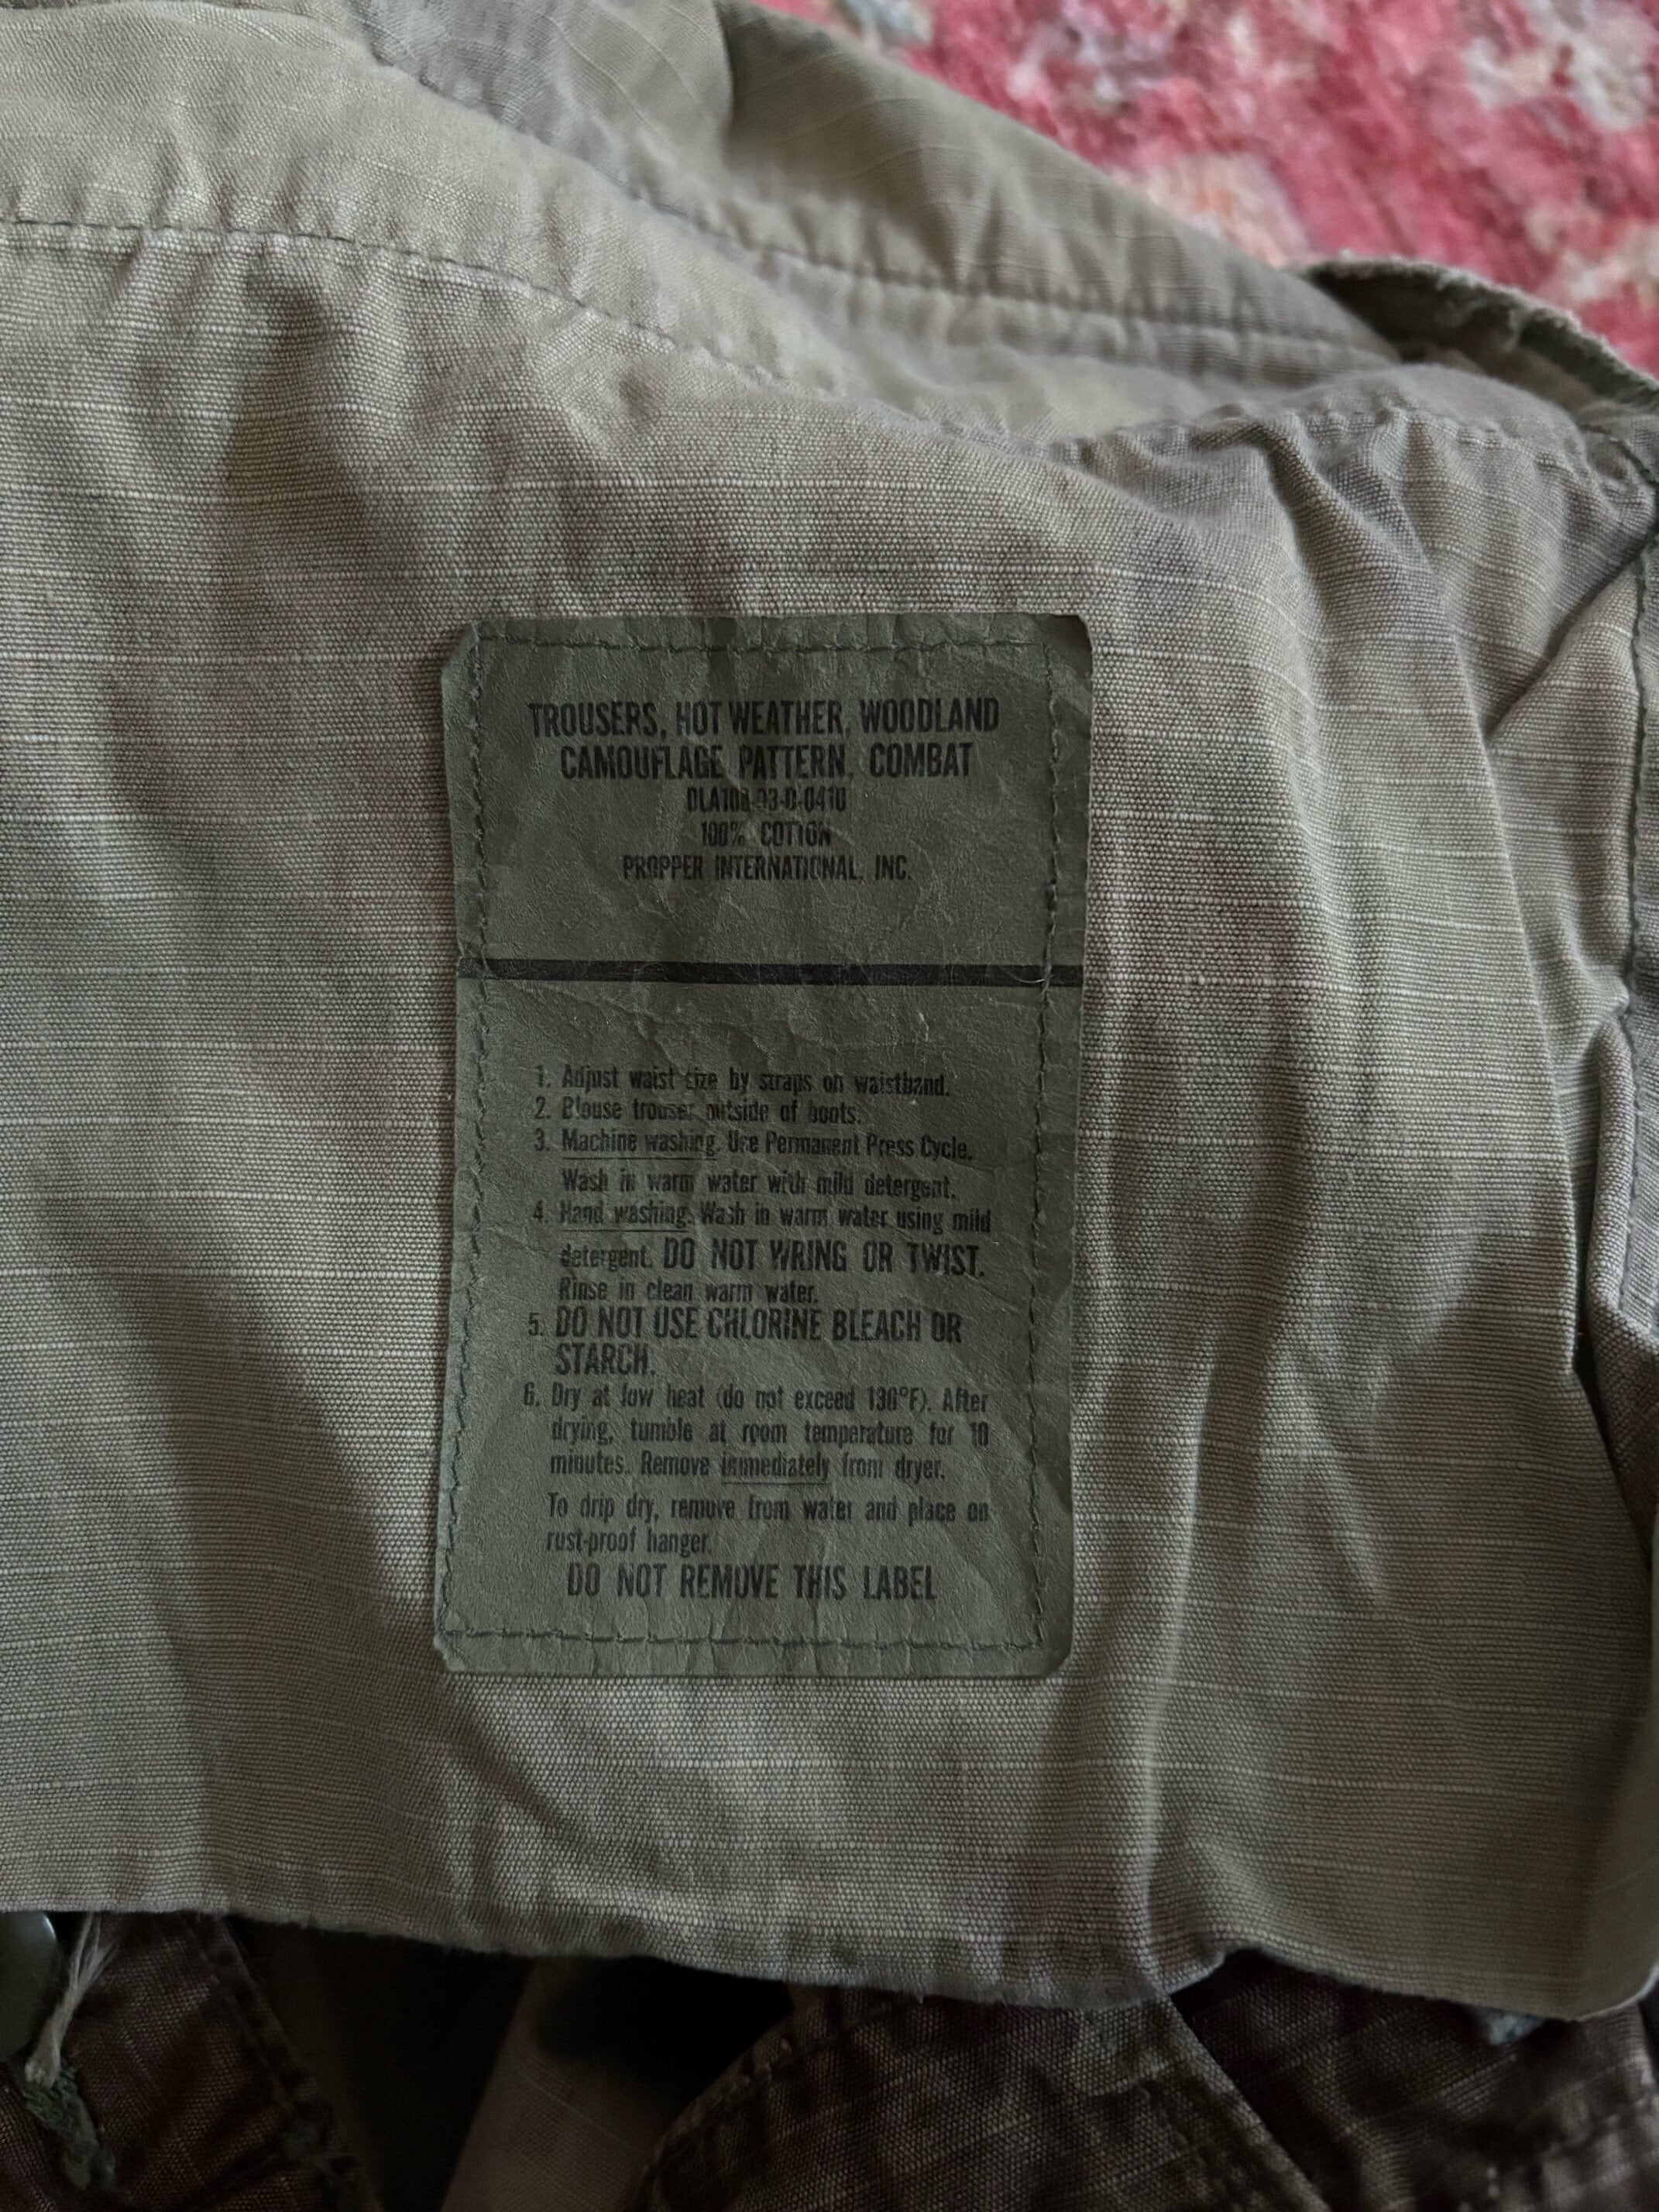 TROUSERS, HOT WEATHER, WOODLAND
CAMOUFLAGE PATTERN, COMBAT
100% COTTON
PROPPER INTERNATIONAL, INC.
1. Adjust waist size by straps on waistband.
2. Blouse trouser outside of boots.
3. Machine washing. Use Permanent Press Cycle.
Wash in warm water with mild detergent.
4. Hand washing. Wash in warm water using mild
detergent. DO NOT WRING OR TWIST.
Rinse in clean warm water.
5. DO NOT USE CHLORINE BLEACH OR
STARCH.
6. Dry at low heat (do not exceed 130°F). After
drying, tumble at room temperature for 10
minutes. Remove immediately from dryer.
To drip dry, remove from water and place on
rust-proof hanger.
DO NOT REMOVE THIS LABEL